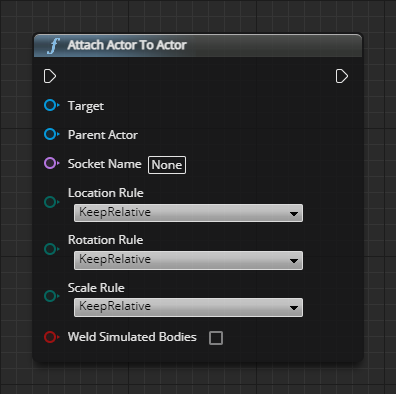 f Attach Actor To Actor
Target
Parent Actor
Socket Name None
Location Rule
KeepRelative
Rotation Rule
KeepRelative
Scale Rule
KeepRelative
Weld Simulated Bodies